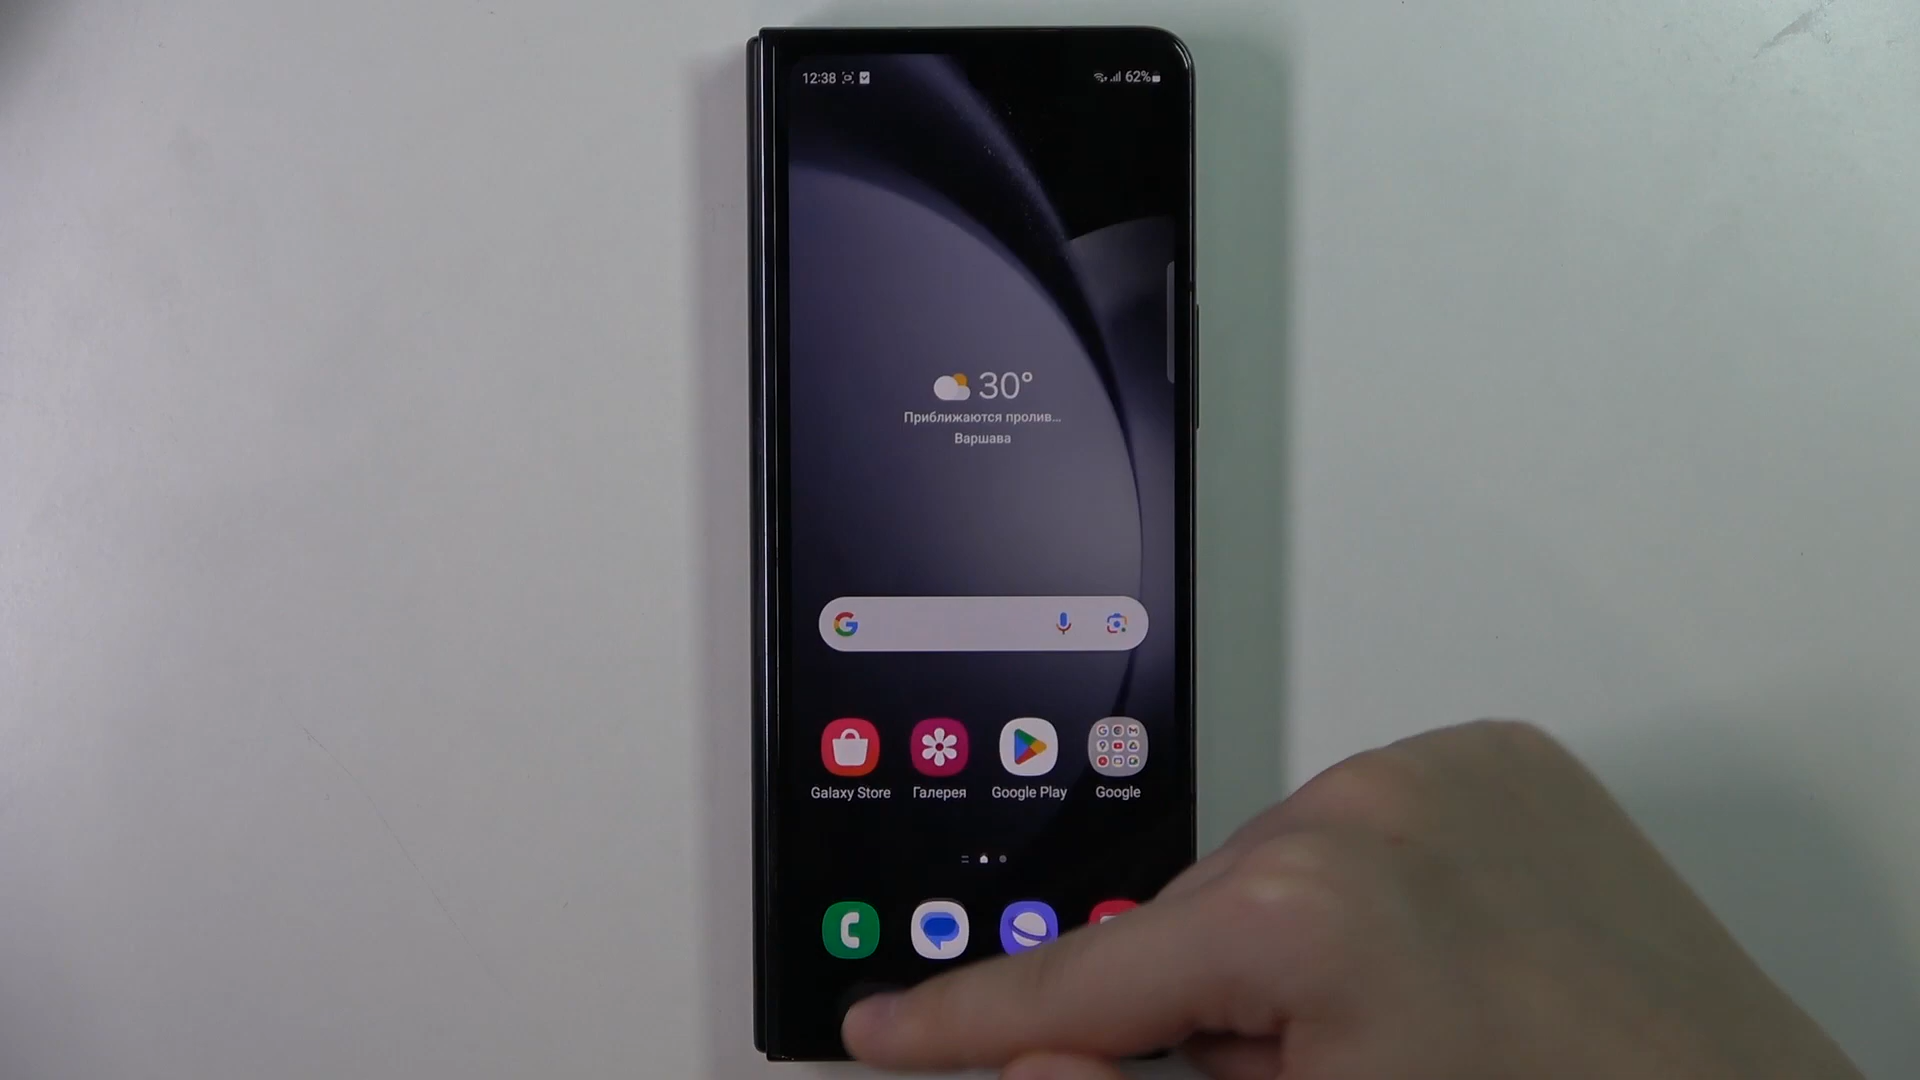 12:38 62%
30°
Приближаются пролив...
Варшава
Galaxy Store Галерея Google Play Google